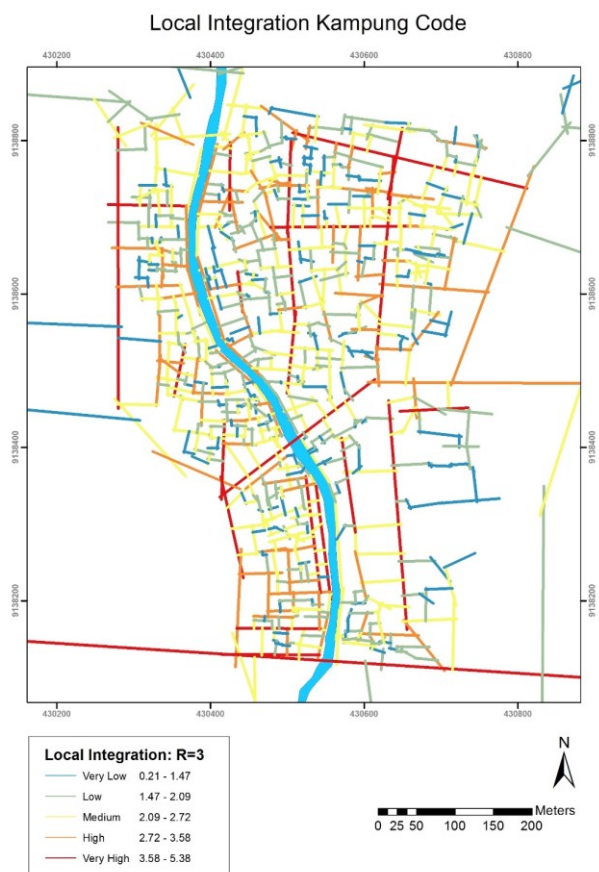 Local Integration Kampung Code
430200 430400 430600 430800
9138800 9138800
9138600 9138600
9138400 9138400
9138200 9138200
430200 430400 430600 430800
Local Integration: R=3
Very Low 0.21 - 1.47
Low 1.47 - 2.09
Medium 2.09 - 2.72
High 2.72 - 3.58
Very High 3.58 - 5.38
N
Meters
0 25 50 100 150 200